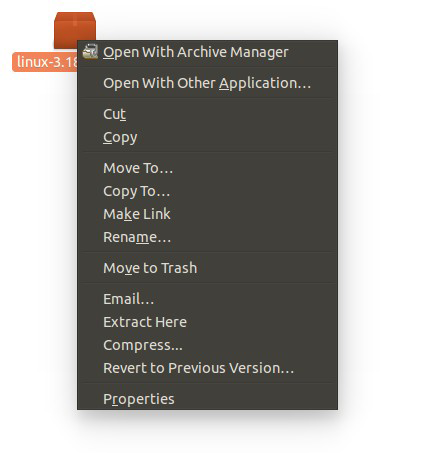 linux-3.18
Open With Archive Manager
Open With Other Application...
Cut
Copy
Move To...
Copy To...
Make Link
Rename...
Move to Trash
Email...
Extract Here
Compress...
Revert to Previous Version...
Properties